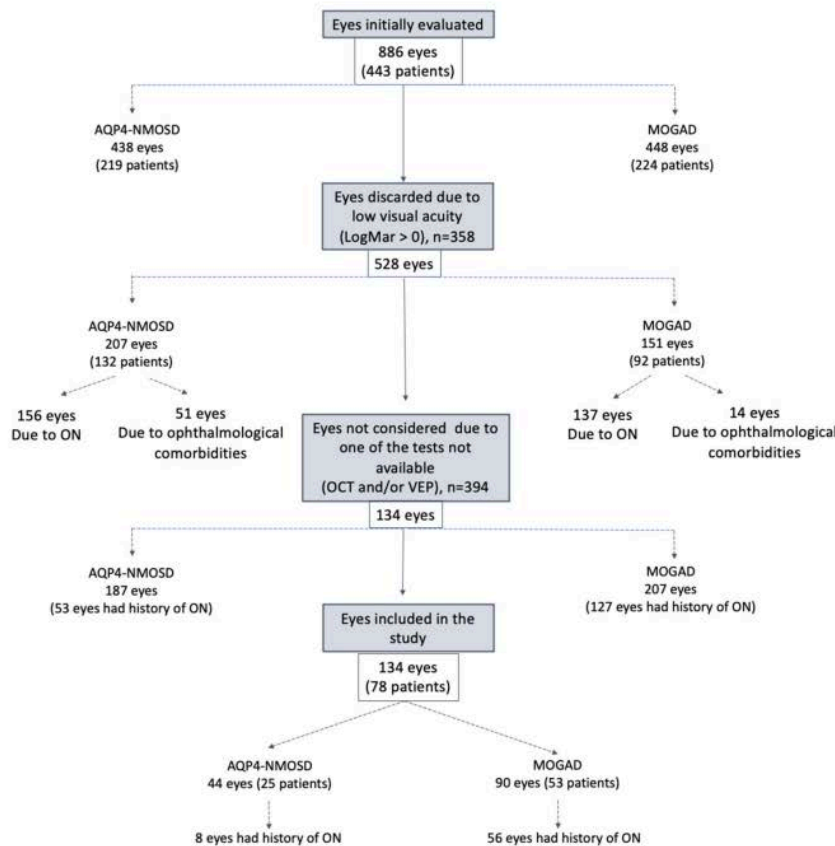 Eyes initially evaluated
886 eyes
(443 patients)
AQP4-NMOSD
438 eyes
(219 patients)
MOGAD
448 eyes
(224 patients)
Eyes discarded due to
low visual acuity
(LogMar > 0), n=358
528 eyes
AQP4-NMOSD
207 eyes
(132 patients)
MOGAD
151 eyes
(92 patients)
156 eyes
Due to ON
51 eyes
Due to ophthalmological
comorbidities
137 eyes
Due to ON
14 eyes
Due to ophthalmological
comorbidities
Eyes not considered due to
one of the tests not
available
(OCT and/or VEP), n=394
134 eyes
AQP4-NMOSD
187 eyes
(53 eyes had history of ON)
MOGAD
207 eyes
(127 eyes had history of ON)
Eyes included in the
study
134 eyes
(78 patients)
AQP4-NMOSD
44 eyes (25 patients)
MOGAD
90 eyes (53 patients)
8 eyes had history of ON
56 eyes had history of ON